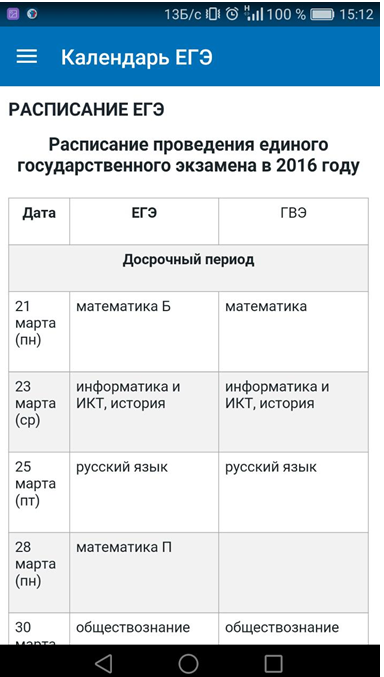 13Б/с 100 % 15:12
Календарь ЕГЭ
РАСПИСАНИЕ ЕГЭ
Расписание проведения единого
государственного экзамена в 2016 году
Дата ЕГЭ ГВЭ
Досрочный период
21 математика Б математика
марта
(пн)
23 информатика и информатика и
марта ИКТ, история ИКТ, история
(ср)
25 русский язык русский язык
марта
(пт)
28 математика П
марта
(пн)
30 обществознание обществознание
марта